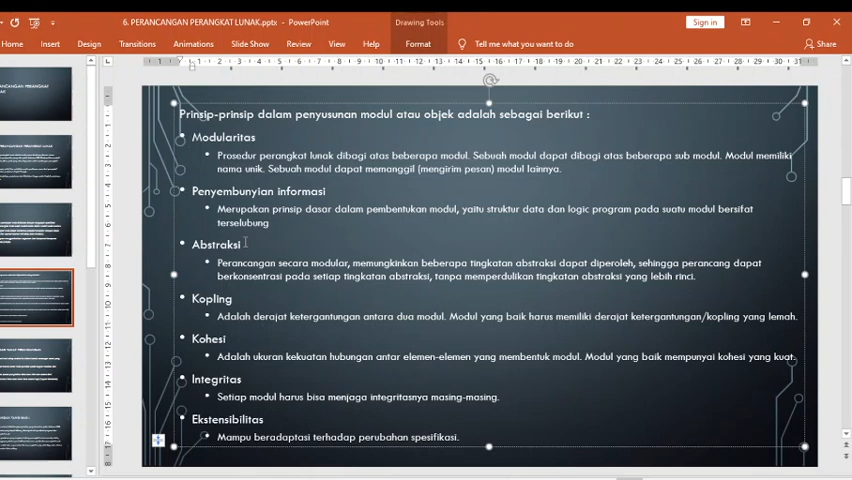 6. PERANCANGAN PERANGKAT LUNAK.pptx - PowerPoint
Drawing Tools
Sign in
Home Insert Design Transitions Animations Slide Show Review View Help Format Tell me what you want to do Share
Prinsip-prinsip dalam penyusunan modul atau objek adalah sebagai berikut :
• Modularitas
• Prosedur perangkat lunak dibagi atas beberapa modul. Sebuah modul dapat dibagi atas beberapa sub modul. Modul memiliki
nama unik. Sebuah modul dapat memanggil (mengirim pesan) modul lainnya.
• Penyembunyian informasi
• Merupakan prinsip dasar dalam pembentukan modul, yaitu struktur data dan logic program pada suatu modul bersifat
terselubung
• Abstraksi
• Perancangan secara modular, memungkinkan beberapa tingkatan abstraksi dapat diperoleh, sehingga perancang dapat
berkonsentrasi pada setiap tingkatan abstraksi, tanpa memperdulikan tingkatan abstraksi yang lebih rinci.
• Kopling
• Adalah derajat ketergantungan antara dua modul. Modul yang baik harus memiliki derajat ketergantungan/kopling yang lemah.
• Kohesi
• Adalah ukuran kekuatan hubungan antar elemen-elemen yang membentuk modul. Modul yang baik mempunyai kohesi yang kuat.
• Integritas
• Setiap modul harus bisa menjaga integritasnya masing-masing.
• Ekstensibilitas
• Mampu beradaptasi terhadap perubahan spesifikasi.